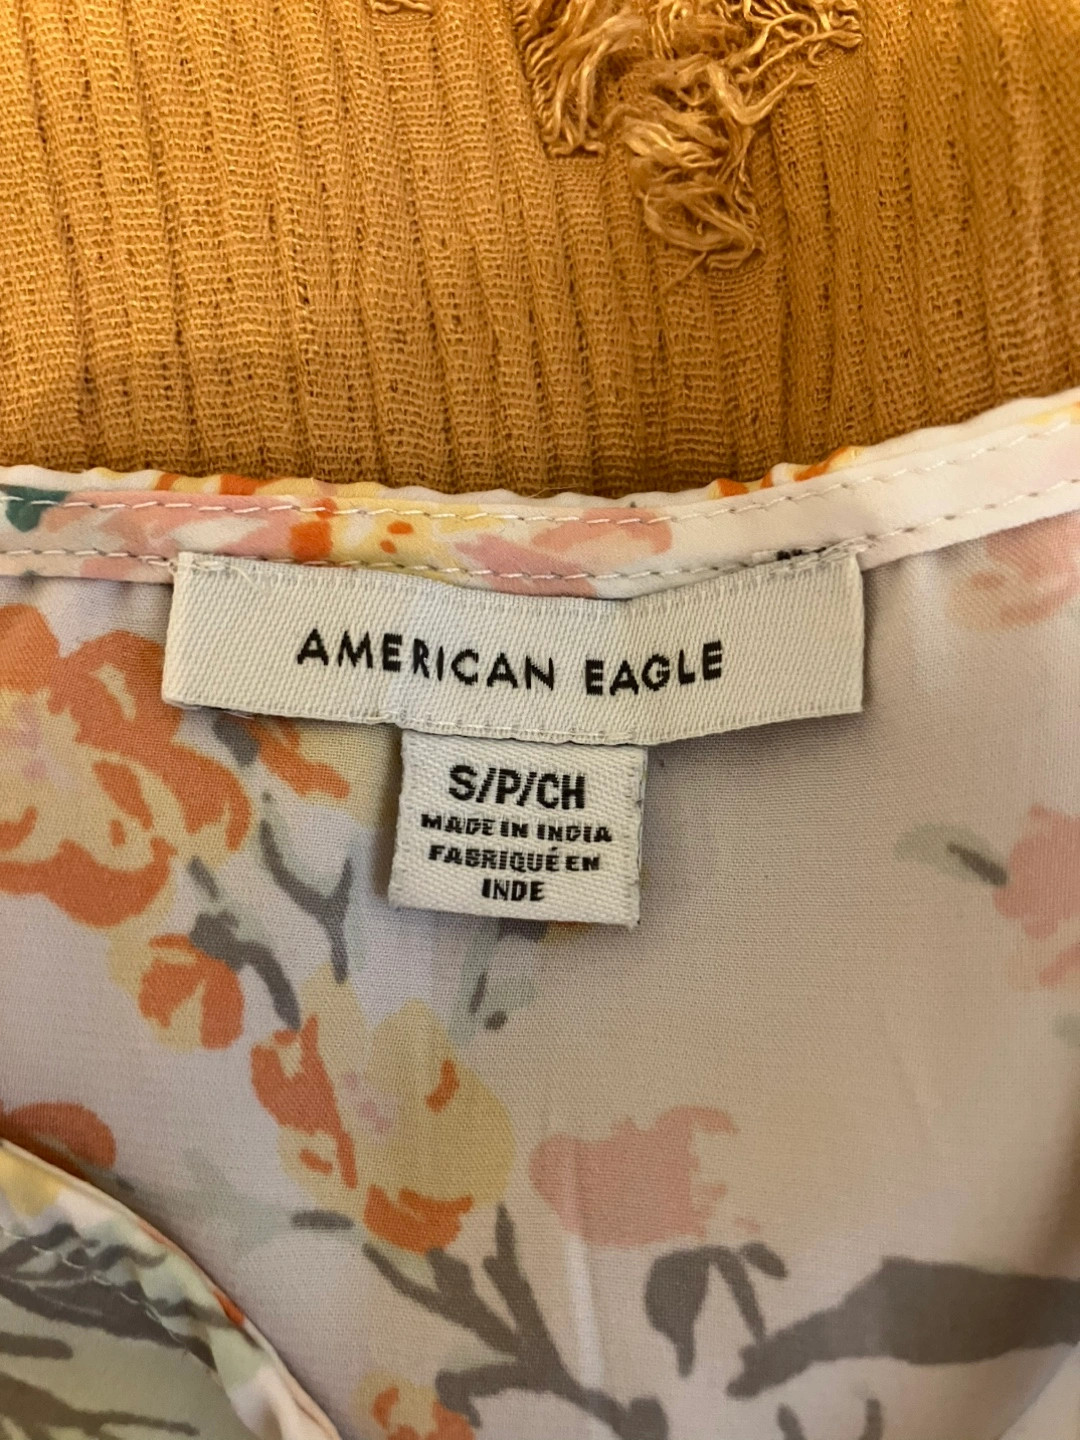 AMERICAN EAGLE
S/P/CH
MADE IN INDIA
FABRIQUÉ EN
INDE